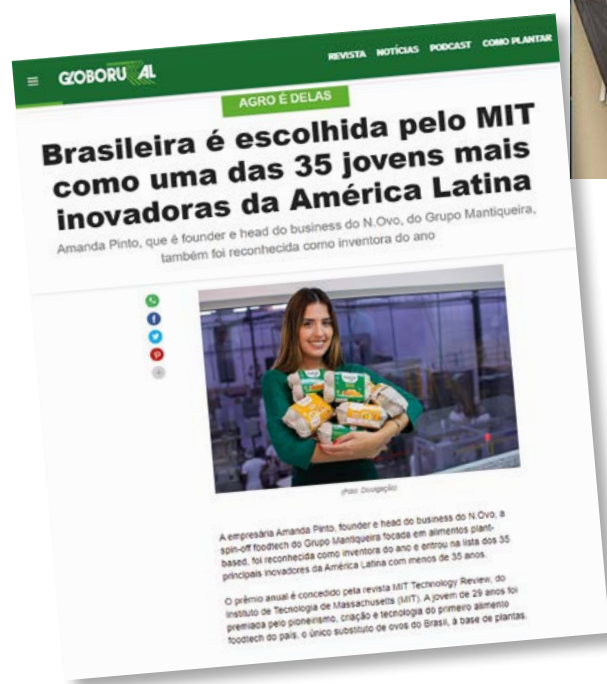 GLOBORURAL
REVISTA NOTÍCIAS PODCAST COMO PLANTAR
AGRO É DELAS
Brasileira é escolhida pelo MIT
como uma das 35 jovens mais
inovadoras da América Latina
Amanda Pinto, que é founder e head do business do N.Ovo, do Grupo Mantiqueira,
também foi reconhecida como inventora do ano
(Foto: Divulgação)
A empresária Amanda Pinto, founder e head do business do N.Ovo, a
spin-off foodtech do Grupo Mantiqueira focada em alimentos plant-
based, foi reconhecida como inventora do ano e entrou na lista dos 35
principais inovadores da América Latina com menos de 35 anos.
O prêmio anual é concedido pela revista MIT Technology Review, do
Instituto de Tecnologia de Massachusetts (MIT). A jovem de 29 anos foi
premiada pelo pioneirismo, criação e tecnologia do primeiro alimento
foodtech do país, o único substituto de ovos do Brasil, à base de plantas.